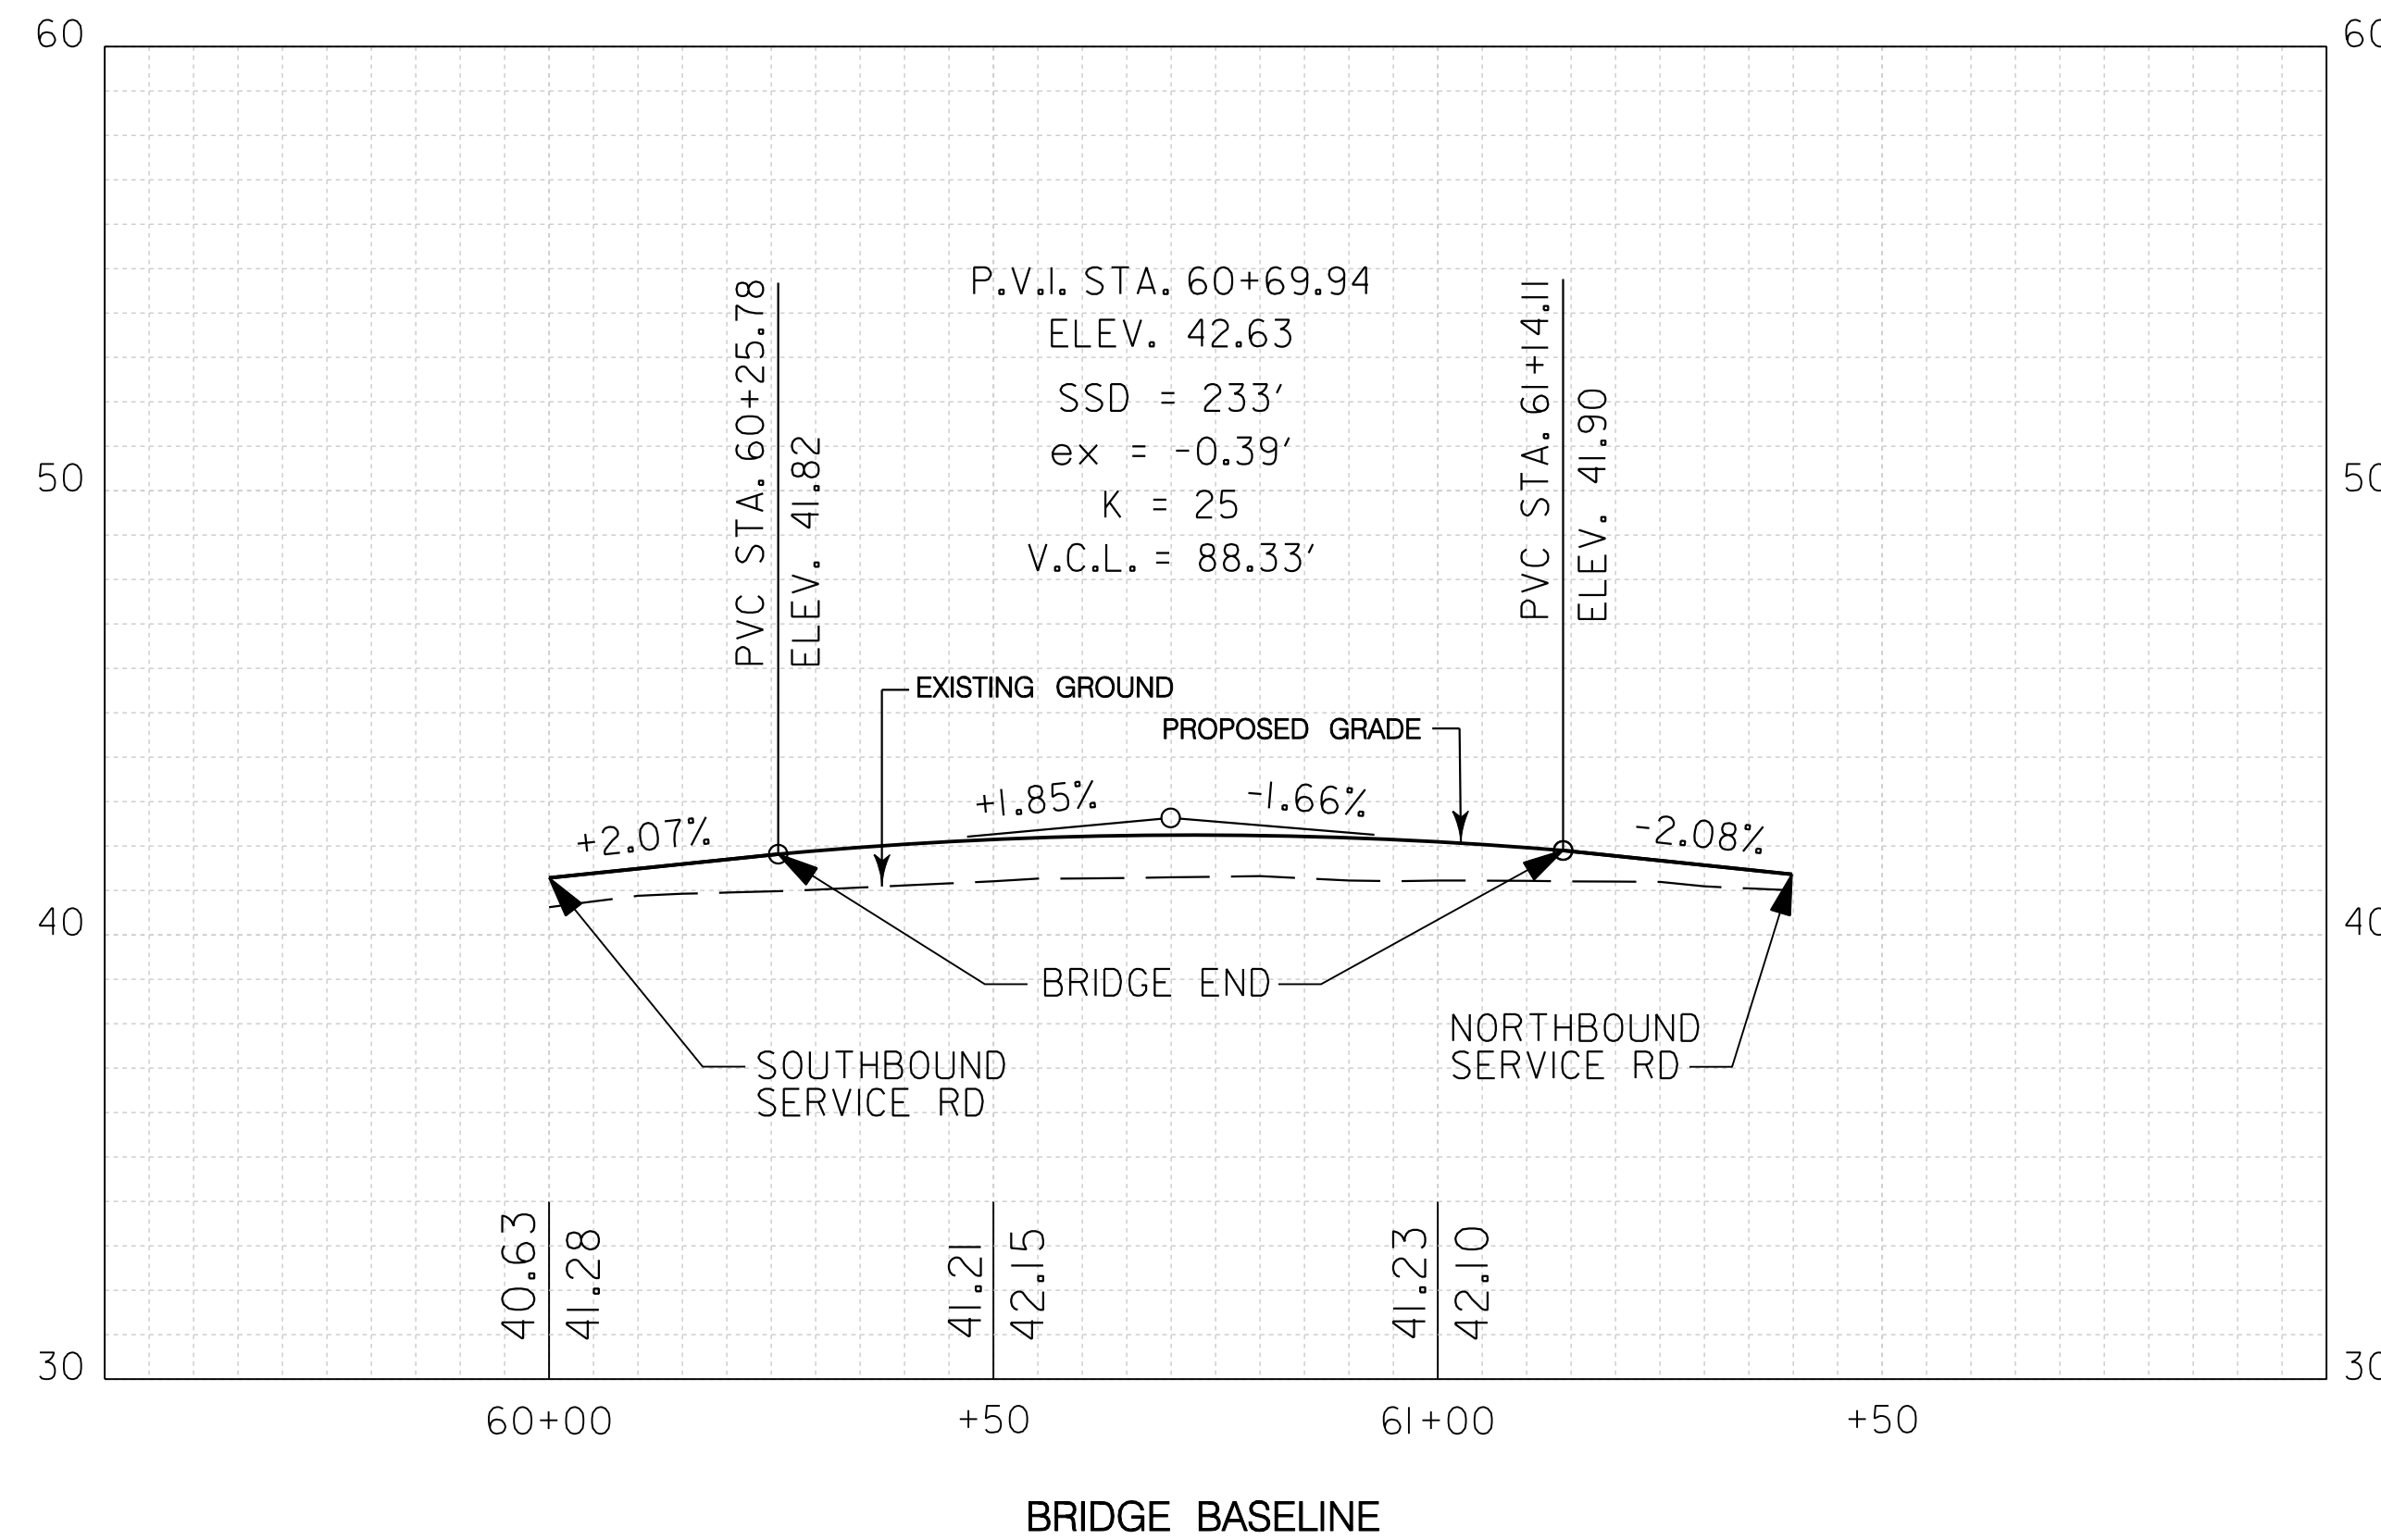 60
60
P.V.I. STA. 60+69.94
ELEV. 42.63
SSD = 233'
ex = -0.39'
K = 25
V.C.L. = 88.33'
PVC STA. 60+25.78
ELEV. 41.82
PVC STA. 61+14.11
ELEV. 41.90
50
50
EXISTING GROUND
PROPOSED GRADE
+2.07%
+1.85%
-1.66%
-2.08%
40
40
BRIDGE END
SOUTHBOUND
SERVICE RD
NORTHBOUND
SERVICE RD
40.63
41.28
41.21
42.15
41.23
42.10
30
30
60+00
+50
61+00
+50
BRIDGE BASELINE